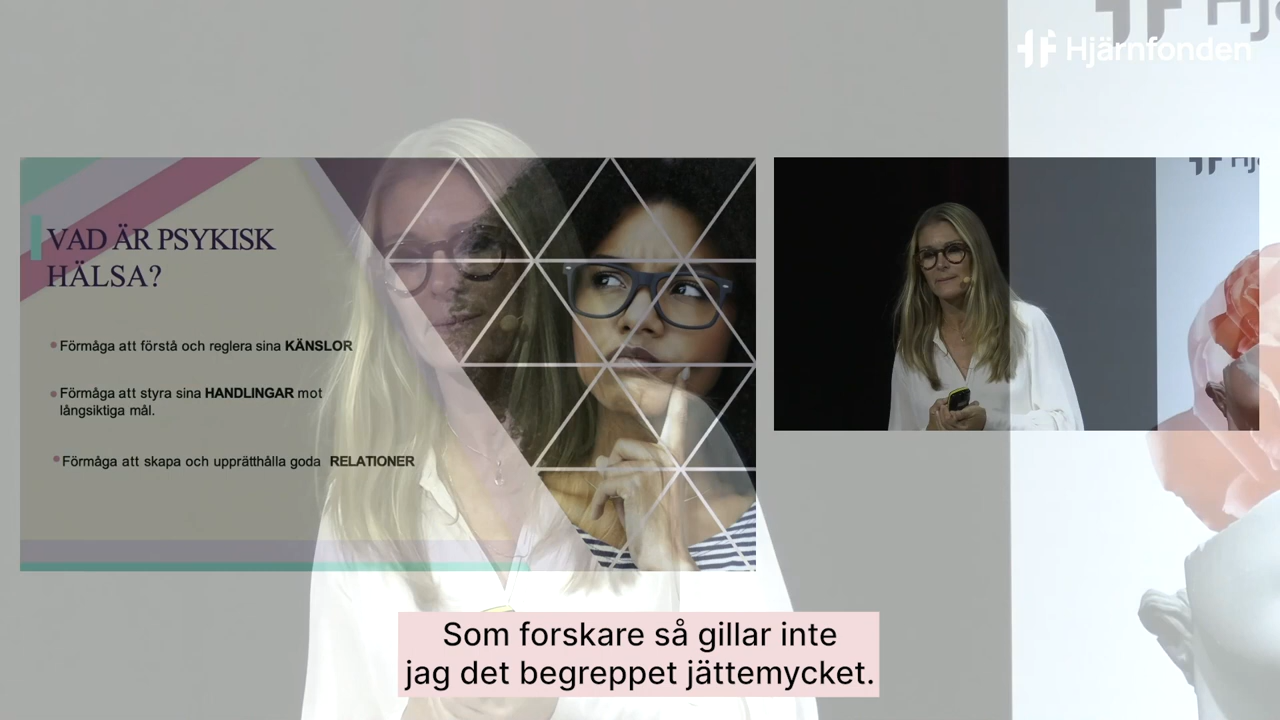 Hjärnfonden
VAD ÄR PSYKISK
HÄLSA?
Förmåga att förstå och reglera sina KÄNSLOR
Förmåga att styra sina HANDLINGAR mot
långsiktiga mål.
Förmåga att skapa och upprätthålla goda RELATIONER
Som forskare så gillar inte
jag det begreppet jättemycket.